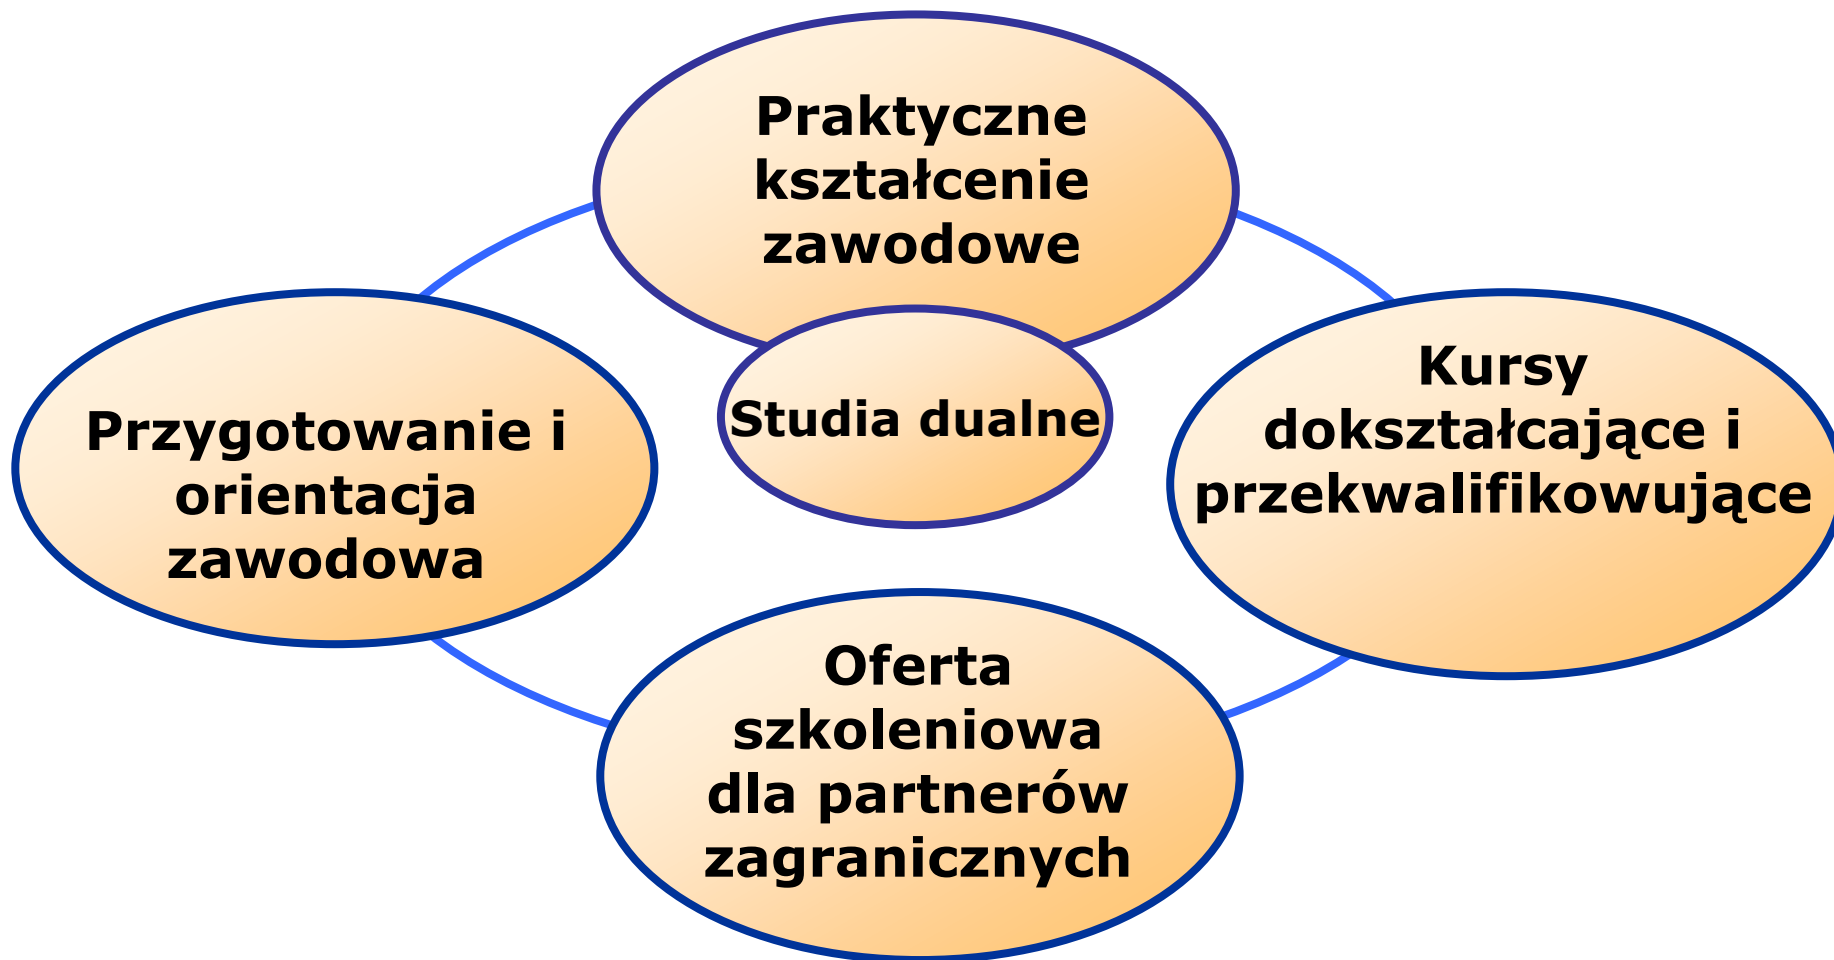 Praktyczne
kształcenie
zawodowe
Studia dualne
Przygotowanie i
orientacja
zawodowa
Kursy
dokształcające i
przekwalifikowujące
Oferta
szkoleniowa
dla partnerów
zagranicznych